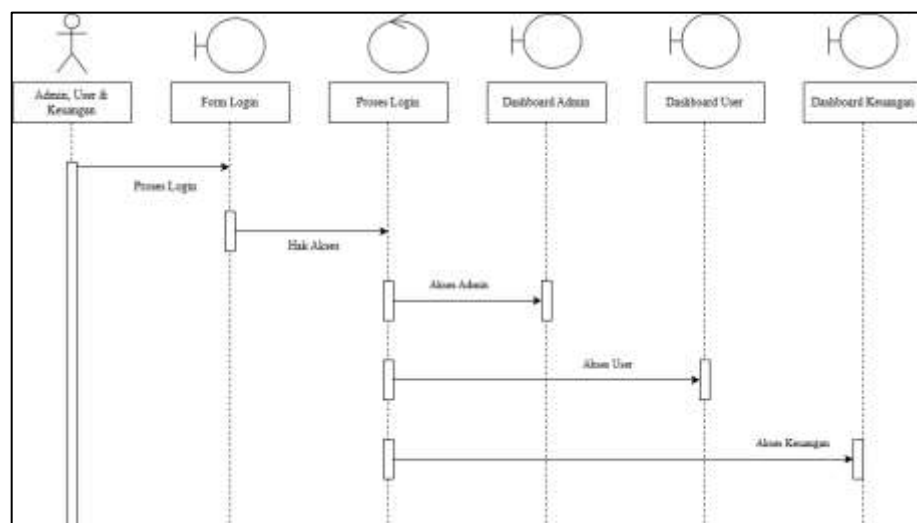 Admin, User &
Keuangan
Form Login
Proses Login
Dashboard Admin
Dashboard User
Dashboard Keuangan
Proses Login
Hak Akses
Akses Admin
Akses User
Akses Keuangan